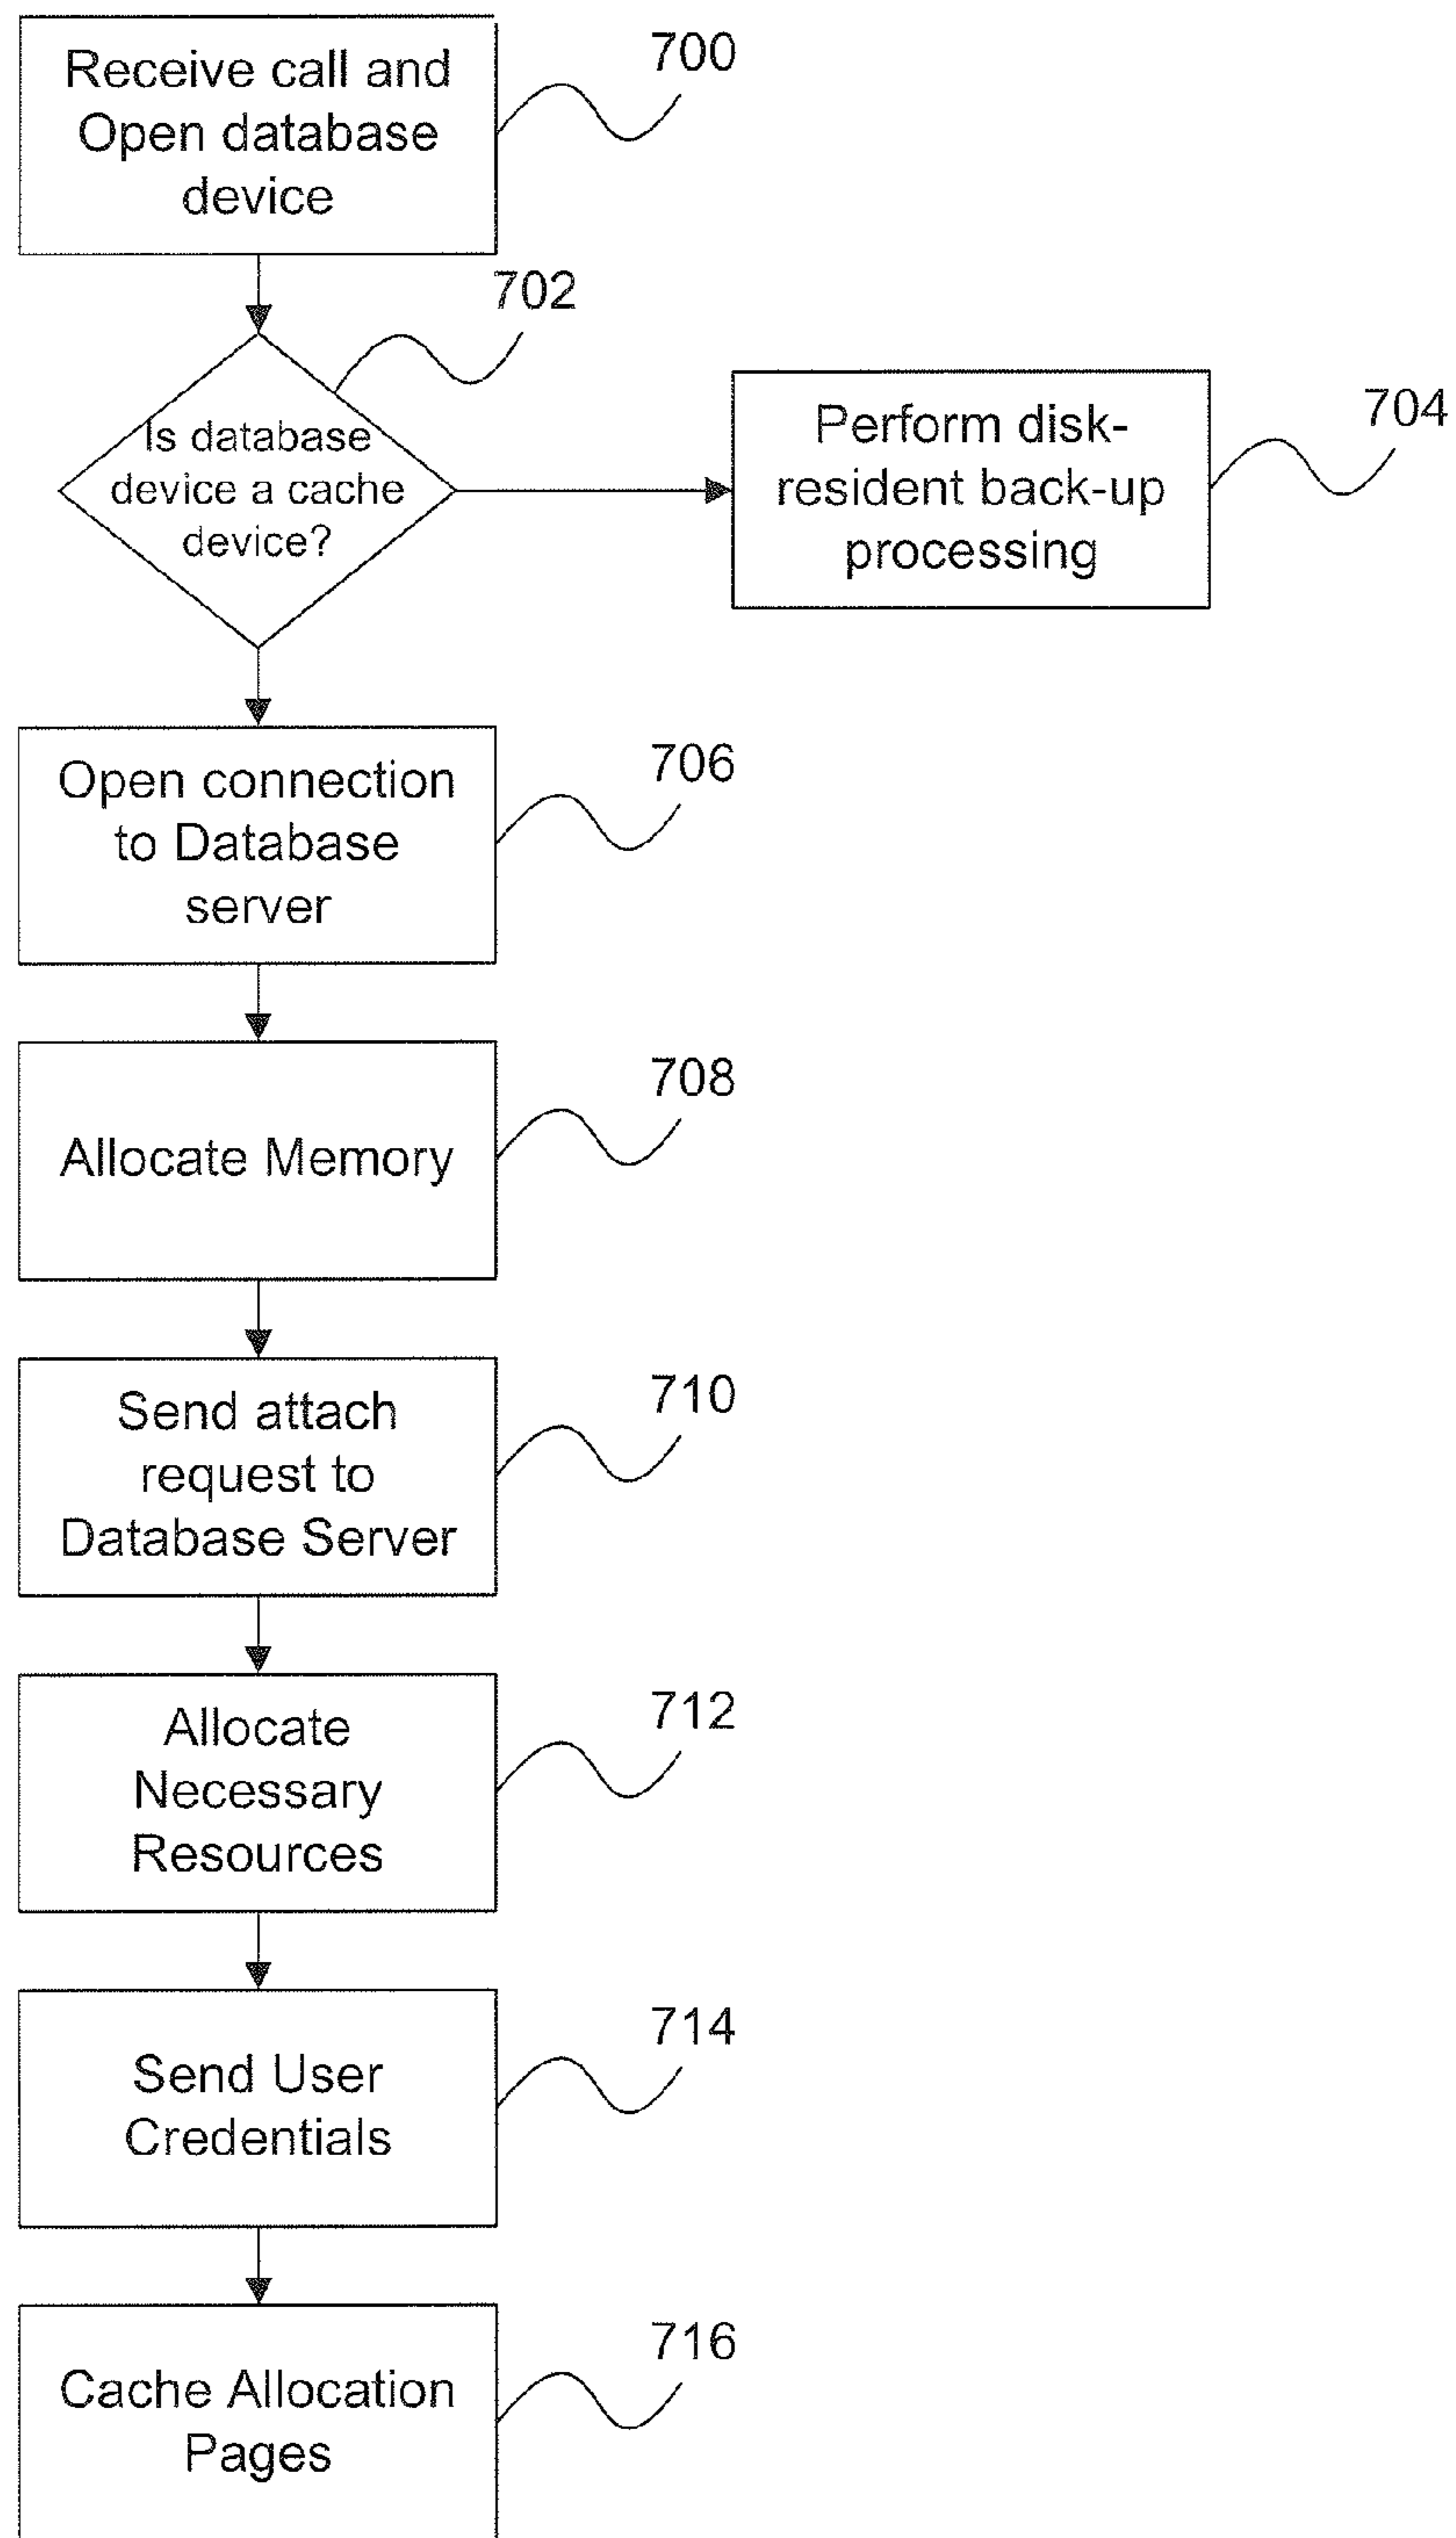 Receive call and
Open database
device
700
702
Is database
device a cache
device?
Perform disk-
resident back-up
processing
704
Open connection
to Database
server
706
Allocate Memory
708
Send attach
request to
Database Server
710
Allocate
Necessary
Resources
712
Send User
Credentials
714
Cache Allocation
Pages
716